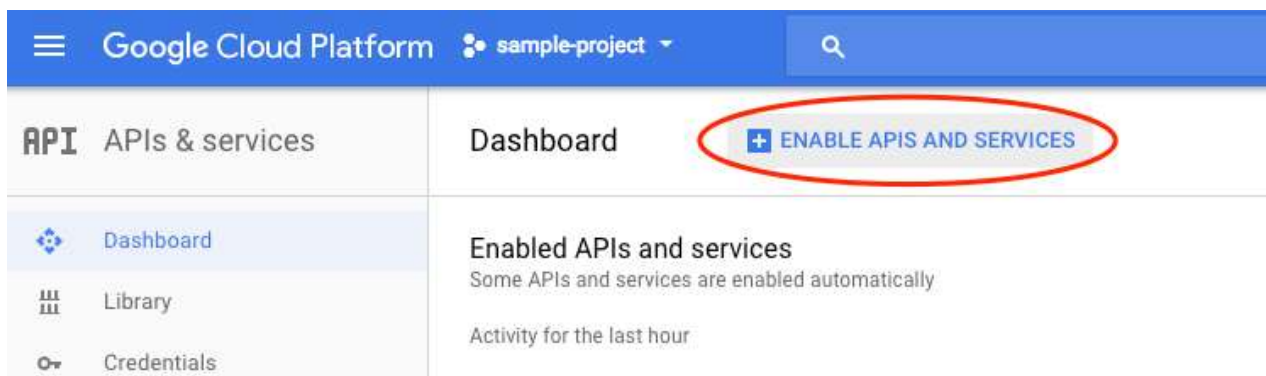 Google Cloud Platform sample-project
API APIs & services
Dashboard ENABLE APIS AND SERVICES
Dashboard
Library
Credentials
Enabled APIs and services
Some APIs and services are enabled automatically
Activity for the last hour